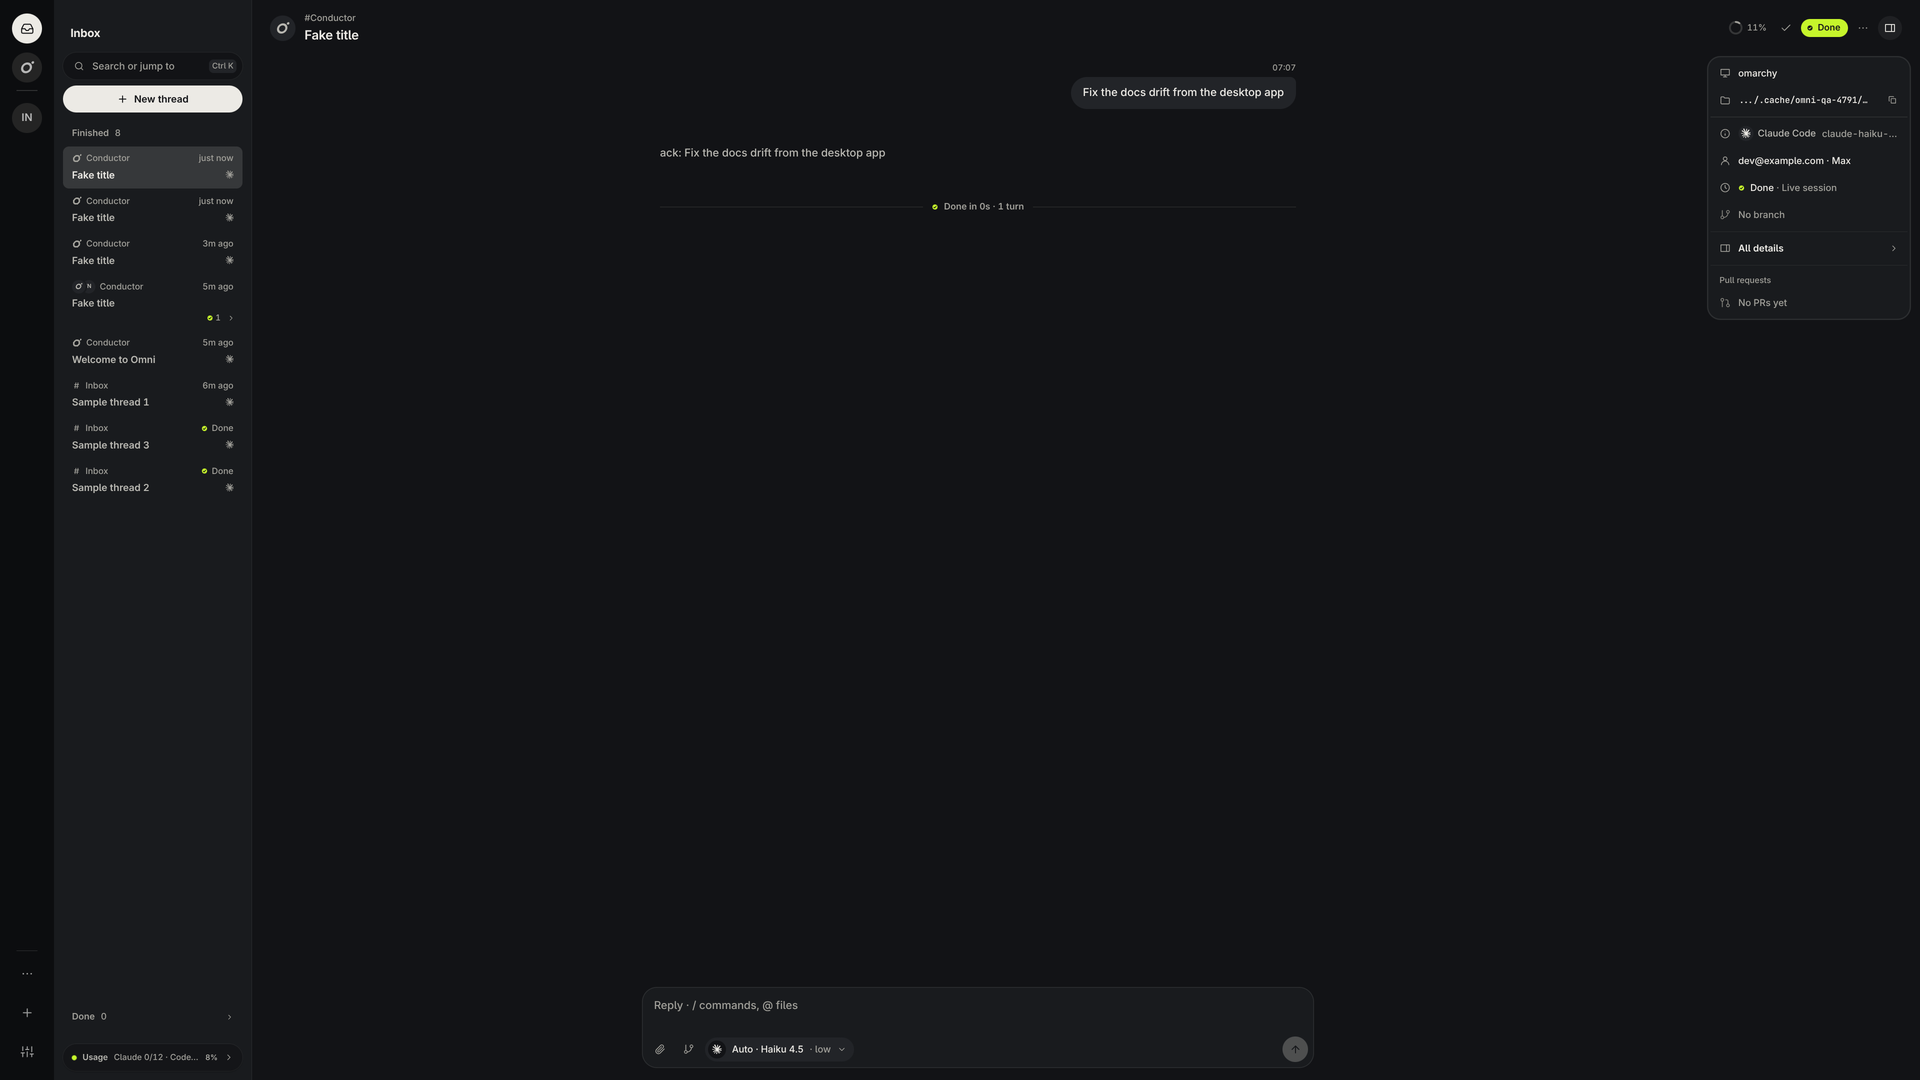 Inbox
Search or jump to Ctrl K
New thread
IN
Finished 8
Conductor just now
Fake title
Conductor just now
Fake title
Conductor 3m ago
Fake title
N Conductor 5m ago
Fake title
1
Conductor 5m ago
Welcome to Omni
# Inbox 6m ago
Sample thread 1
# Inbox Done
Sample thread 3
# Inbox Done
Sample thread 2
Done 0
Usage Claude 0/12 · Code... 8%
#Conductor
Fake title
11% Done
07:07
Fix the docs drift from the desktop app
ack: Fix the docs drift from the desktop app
Done in 0s · 1 turn
Reply · / commands, @ files
Auto · Haiku 4.5 · low
omarchy
.../.cache/omni-qa-4791/…
Claude Code claude-haiku-...
dev@example.com · Max
Done · Live session
No branch
All details
Pull requests
No PRs yet